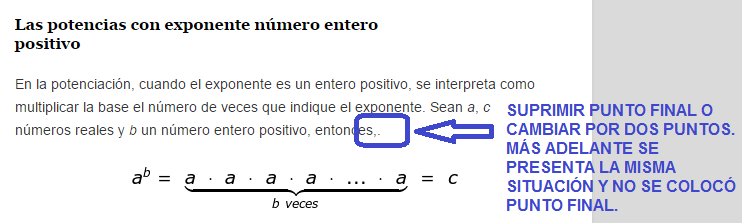 Las potencias con exponente número entero
positivo
En la potenciación, cuando el exponente es un entero positivo, se interpreta como
multiplicar la base el número de veces que indique el exponente. Sean a, c
números reales y b un número entero positivo, entonces,.
SUPRIMIR PUNTO FINAL O
CAMBIAR POR DOS PUNTOS.
MÁS ADELANTE SE
PRESENTA LA MISMA
SITUACIÓN Y NO SE COLOCÓ
PUNTO FINAL.
aᵇ = a · a · a · a · ... · a = c
b veces